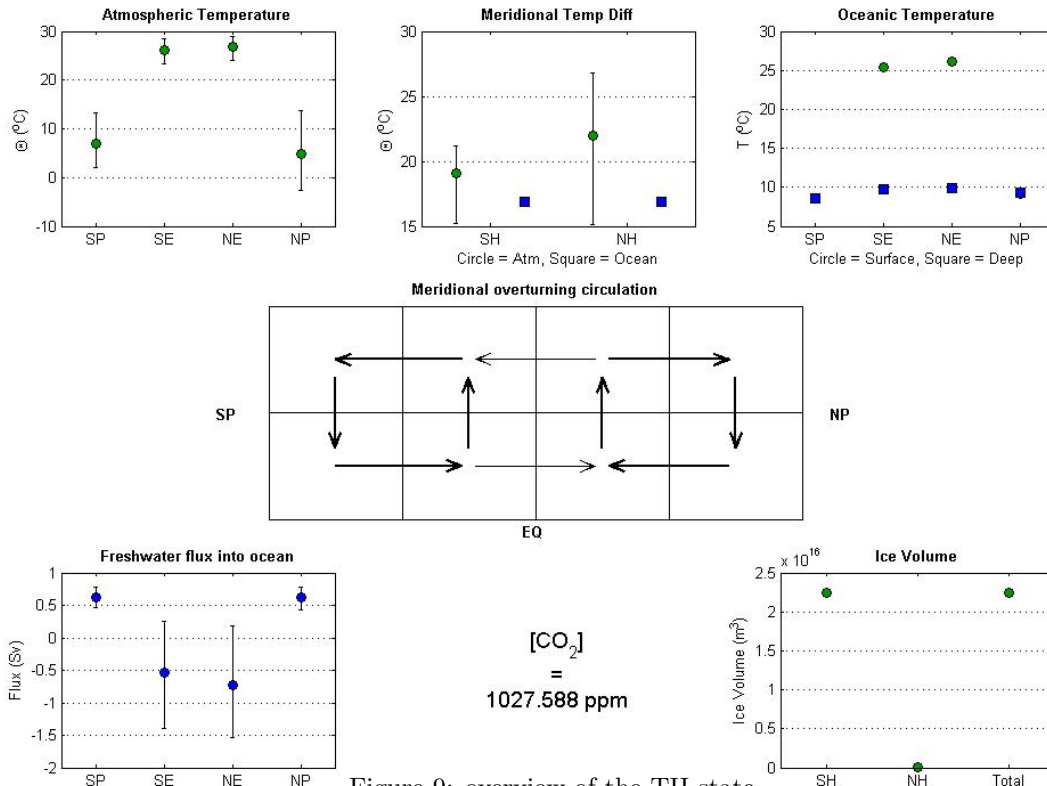 Atmospheric Temperature
30
20
10
0
-10
Θ (ºC)
SP SE NE NP
Meridional Temp Diff
30
25
20
15
Θ (ºC)
SH NH
Circle = Atm, Square = Ocean
Oceanic Temperature
30
25
20
15
10
5
T (ºC)
SP SE NE NP
Circle = Surface, Square = Deep
Meridional overturning circulation
SP
NP
EQ
Freshwater flux into ocean
1
0.5
0
-0.5
-1
-1.5
-2
Flux (Sv)
SP SE NE NP
[CO₂]
=
1027.588 ppm
Ice Volume
x 10¹⁶
2.5
2
1.5
1
0.5
0
Ice Volume (m³)
SH NH Total
Figure 9: overview of the TH state